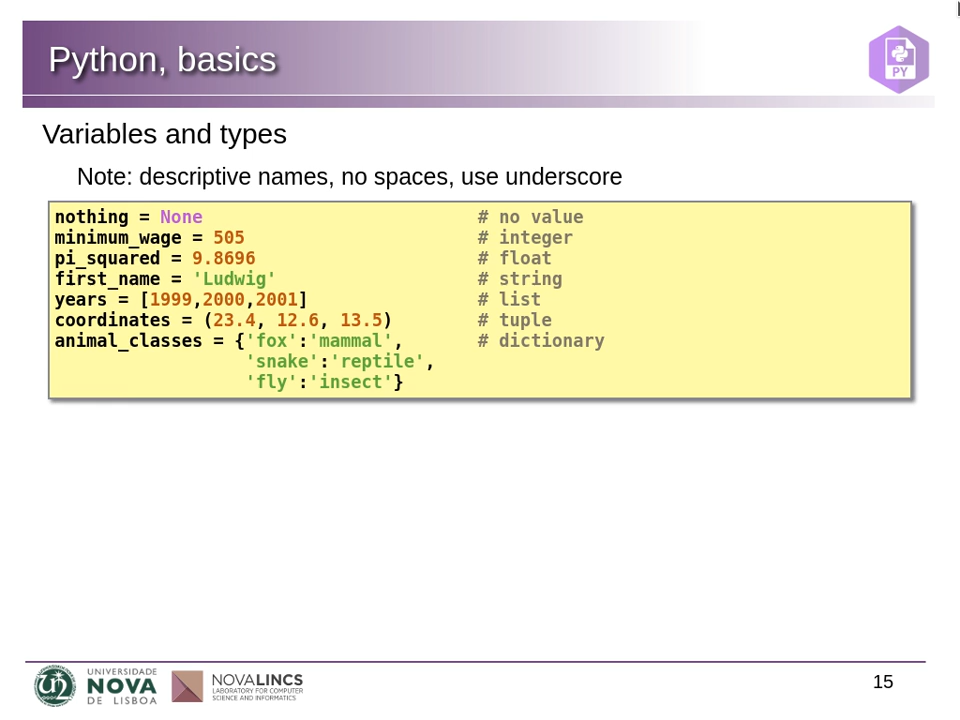 Python, basics
PY
Variables and types
Note: descriptive names, no spaces, use underscore
nothing = None # no value
minimum_wage = 505 # integer
pi_squared = 9.8696 # float
first_name = 'Ludwig' # string
years = [1999,2000,2001] # list
coordinates = (23.4, 12.6, 13.5) # tuple
animal_classes = {'fox':'mammal', # dictionary
'snake':'reptile',
'fly':'insect'}
UNIVERSIDADE
NOVA
DE LISBOA
NOVALINCS
LABORATORY FOR COMPUTER
SCIENCE AND INFORMATICS
15